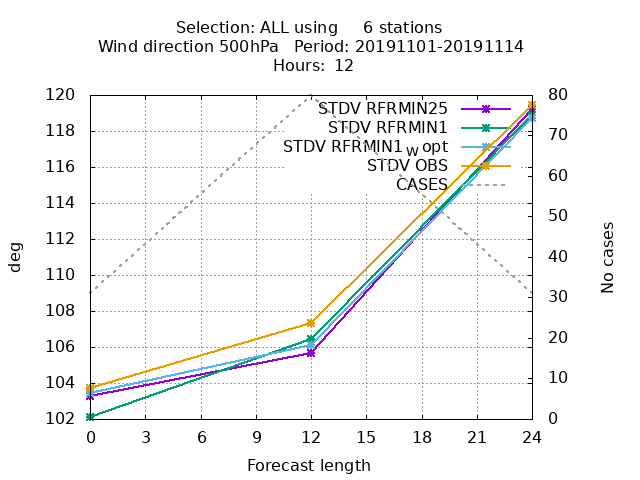 Selection: ALL using 6 stations
Wind direction 500hPa Period: 20191101-20191114
Hours: 12
STDV RFRMIN25
STDV RFRMIN1
STDV RFRMIN1 w opt
STDV OBS
CASES
120
118
116
114
112
110
108
106
104
102
80
70
60
50
40
30
20
10
0
deg
No cases
0 3 6 9 12 15 18 21 24
Forecast length